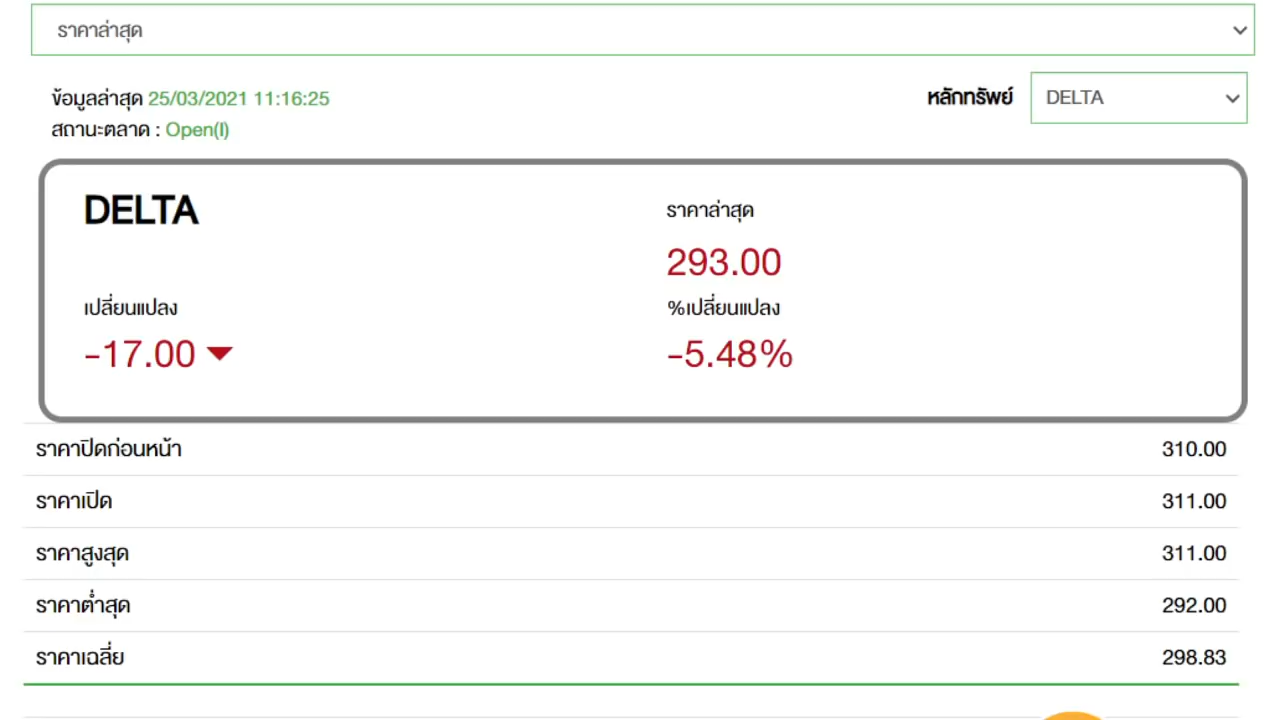 ราคาล่าสุด
ข้อมูลล่าสุด 25/03/2021 11:16:25
หลักทรัพย์ DELTA
สถานะตลาด : Open(I)
DELTA
ราคาล่าสุด
293.00
เปลี่ยนแปลง
%เปลี่ยนแปลง
-17.00
-5.48%
ราคาปิดก่อนหน้า 310.00
ราคาเปิด 311.00
ราคาสูงสุด 311.00
ราคาต่ำสุด 292.00
ราคาเฉลี่ย 298.83